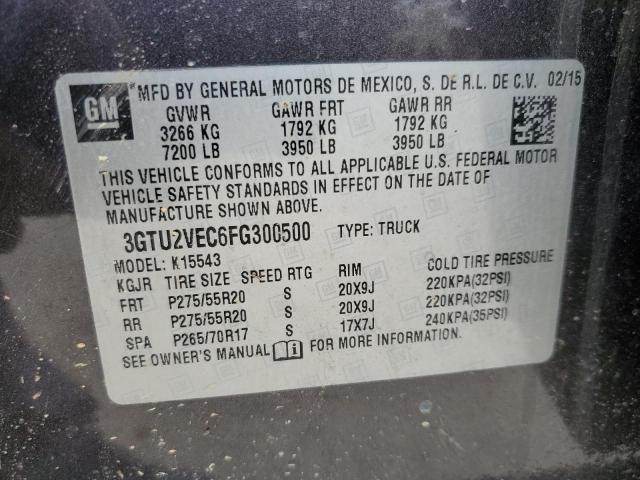 GM
MFD BY GENERAL MOTORS DE MEXICO, S. DE R.L. DE C.V. 02/15
GVWR GAWR FRT GAWR RR
3266 KG 1792 KG 1792 KG
7200 LB 3950 LB 3950 LB
THIS VEHICLE CONFORMS TO ALL APPLICABLE U.S. FEDERAL MOTOR
VEHICLE SAFETY STANDARDS IN EFFECT ON THE DATE OF
MANUFACTURE SHOWN ABOVE.
3GTU2VEC6FG300500 TYPE: TRUCK
MODEL: K15543
KGJR TIRE SIZE SPEED RTG RIM COLD TIRE PRESSURE
FRT P275/55R20 S 20X9J 220KPA(32PSI)
RR P275/55R20 S 20X9J 220KPA(32PSI)
SPA P265/70R17 S 17X7J 240KPA(35PSI)
SEE OWNER'S MANUAL FOR MORE INFORMATION.